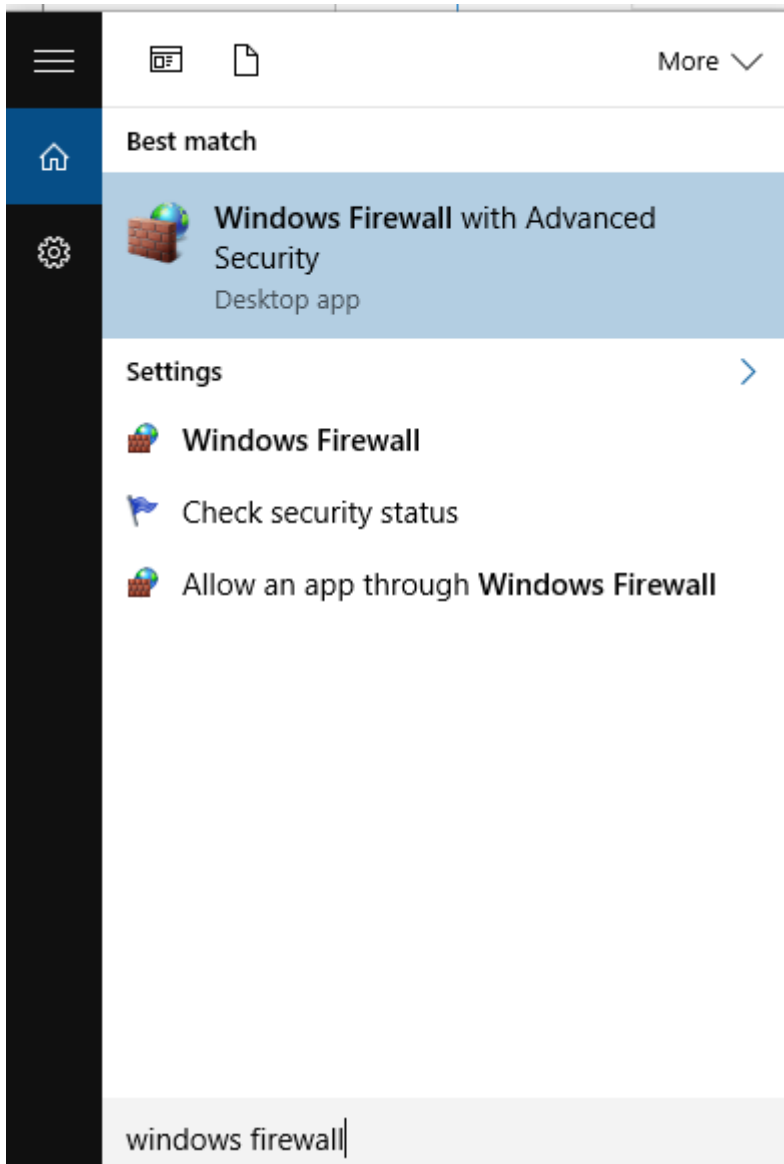 More
Best match
Windows Firewall with Advanced
Security
Desktop app
Settings
Windows Firewall
Check security status
Allow an app through Windows Firewall
windows firewall